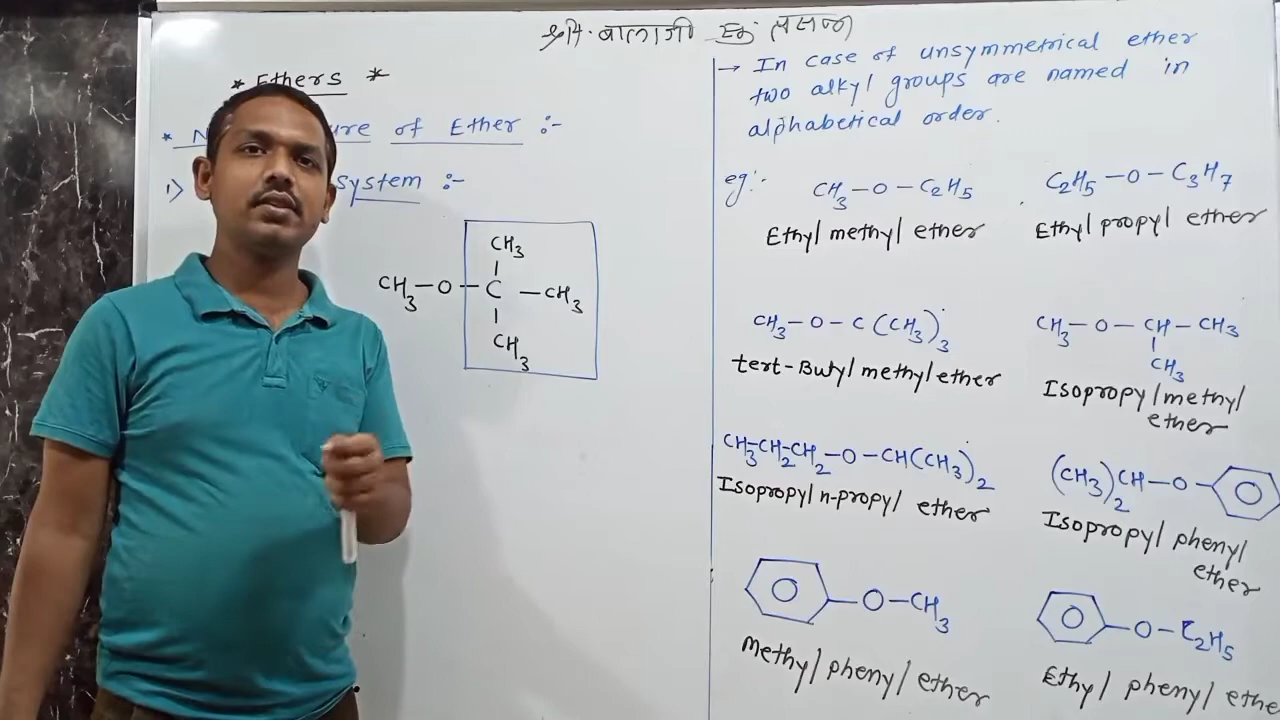 श्री. बालाजी
* Ethers *
* N ure of Ether :-
1) system :-
CH3
CH3-O-C-CH3
CH3
→ In case of unsymmetrical ether
two alkyl groups are named in
alphabetical order.
eg:- CH3-O-C2H5 C2H5-O-C3H7
Ethyl methyl ether Ethyl propyl ether
CH3-O-C(CH3)3 CH3-O-CH-CH3
CH3
tert-Butyl methyl ether Isopropyl methyl
ether
CH3-CH2-CH2-O-CH(CH3)2 (CH3)2CH-O-
Isopropyl n-propyl ether Isopropyl phenyl
ether
-O-CH3 -O-C2H5
Methyl phenyl ether Ethyl phenyl ethe